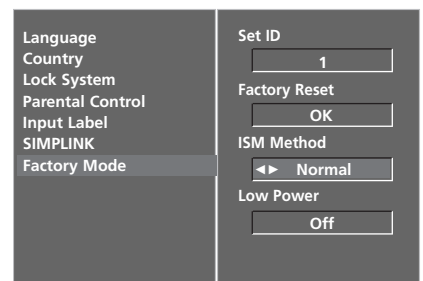 Language
Country
Lock System
Parental Control
Input Label
SIMPLINK
Factory Mode
Set ID
1
Factory Reset
OK
ISM Method
◄► Normal
Low Power
Off